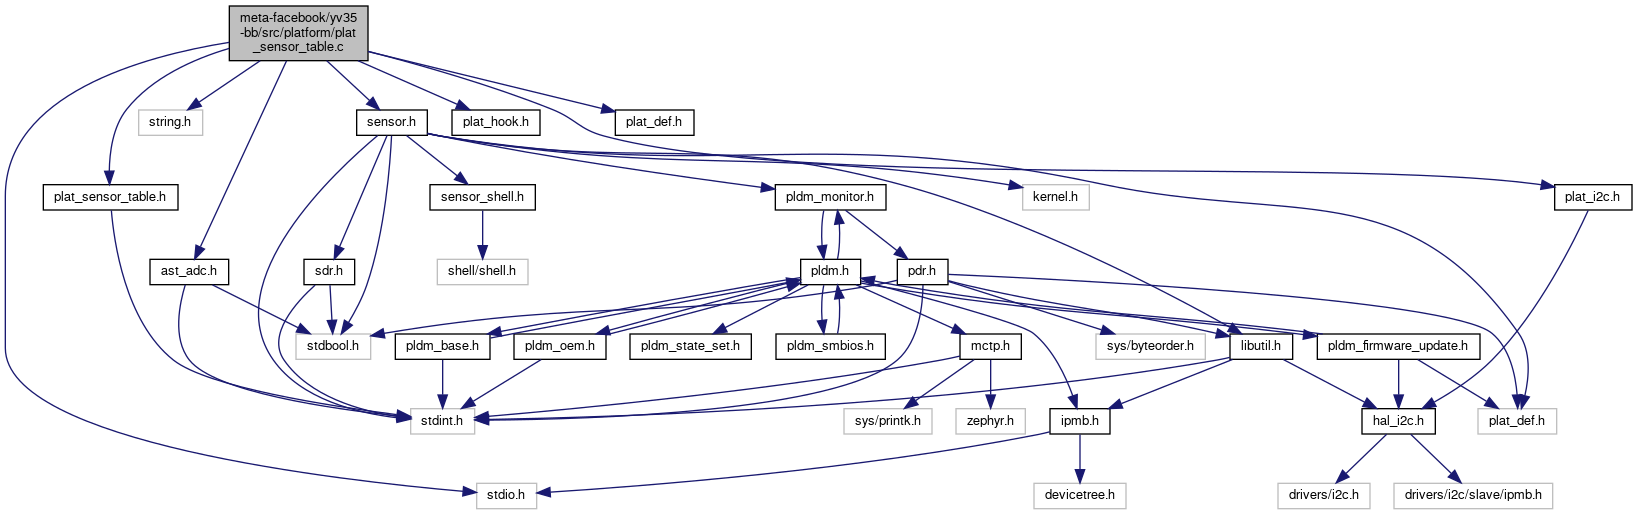 meta-facebook/yv35
-bb/src/platform/plat
_sensor_table.c
string.h
sensor.h
plat_hook.h
plat_def.h
plat_sensor_table.h
sensor_shell.h
pldm_monitor.h
kernel.h
plat_i2c.h
ast_adc.h
sdr.h
shell/shell.h
pldm.h
pdr.h
stdbool.h
pldm_base.h
pldm_oem.h
pldm_state_set.h
pldm_smbios.h
mctp.h
sys/byteorder.h
libutil.h
pldm_firmware_update.h
stdint.h
sys/printk.h
zephyr.h
ipmb.h
hal_i2c.h
plat_def.h
stdio.h
devicetree.h
drivers/i2c.h
drivers/i2c/slave/ipmb.h